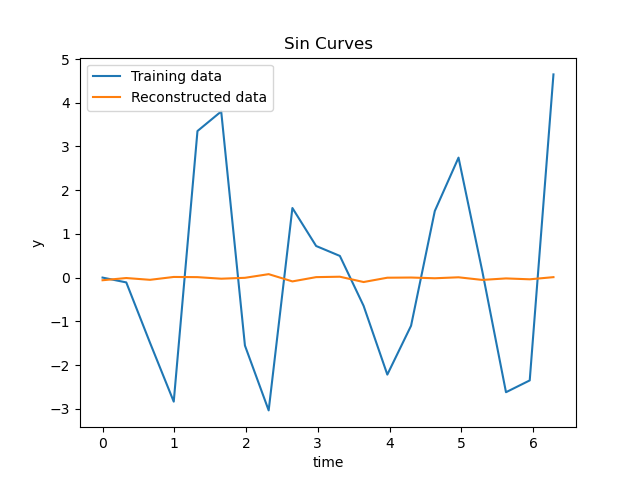 Sin Curves
Training data
Reconstructed data
y
5
4
3
2
1
0
−1
−2
−3
0 1 2 3 4 5 6
time